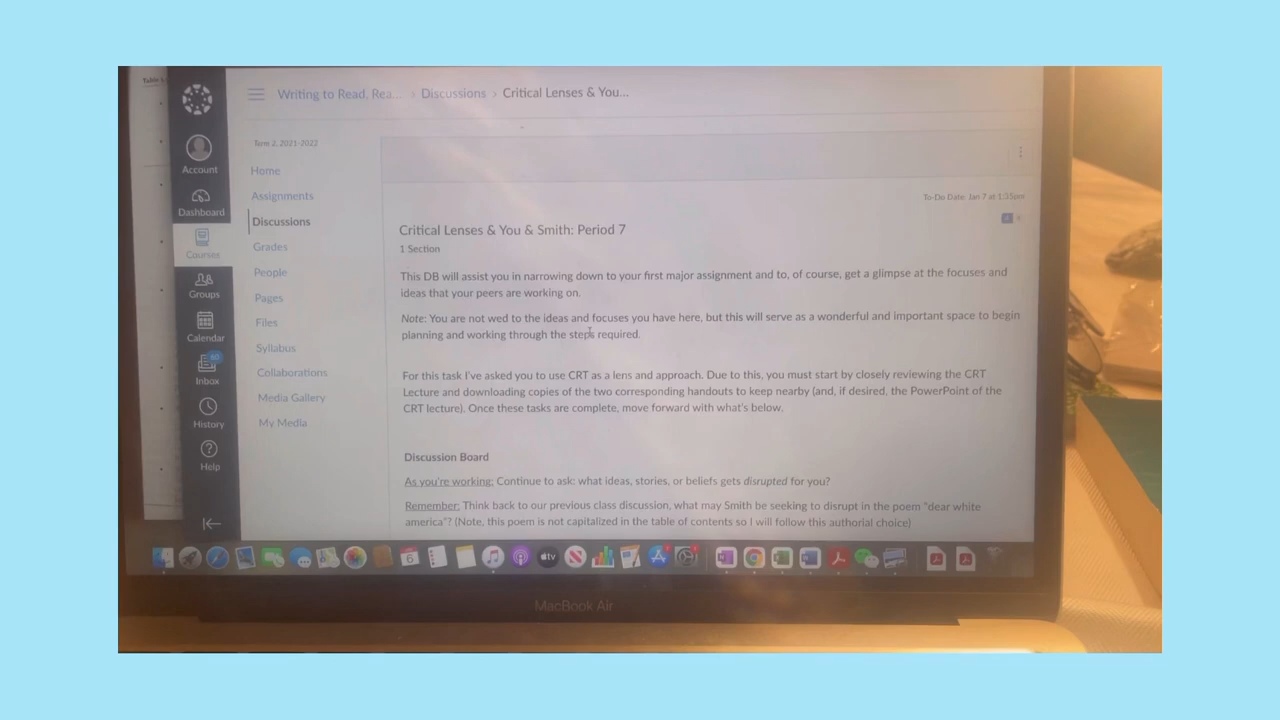 Writing to Read, Rea... > Discussions > Critical Lenses & You...
Term 2, 2021-2022
Home
Assignments
Discussions
Grades
People
Pages
Files
Syllabus
Collaborations
Media Gallery
My Media
Account
Dashboard
Courses
Groups
Calendar
60
Inbox
History
Help
To-Do Date: Jan 7 at 1:35pm
Critical Lenses & You & Smith: Period 7
1 Section
This DB will assist you in narrowing down to your first major assignment and to, of course, get a glimpse at the focuses and
ideas that your peers are working on.
Note: You are not wed to the ideas and focuses you have here, but this will serve as a wonderful and important space to begin
planning and working through the steps required.
For this task I've asked you to use CRT as a lens and approach. Due to this, you must start by closely reviewing the CRT
Lecture and downloading copies of the two corresponding handouts to keep nearby (and, if desired, the PowerPoint of the
CRT lecture). Once these tasks are complete, move forward with what's below.
Discussion Board
As you're working: Continue to ask: what ideas, stories, or beliefs gets disrupted for you?
Remember: Think back to our previous class discussion, what may Smith be seeking to disrupt in the poem "dear white
america"? (Note, this poem is not capitalized in the table of contents so I will follow this authorial choice)
6
tv
MacBook Air